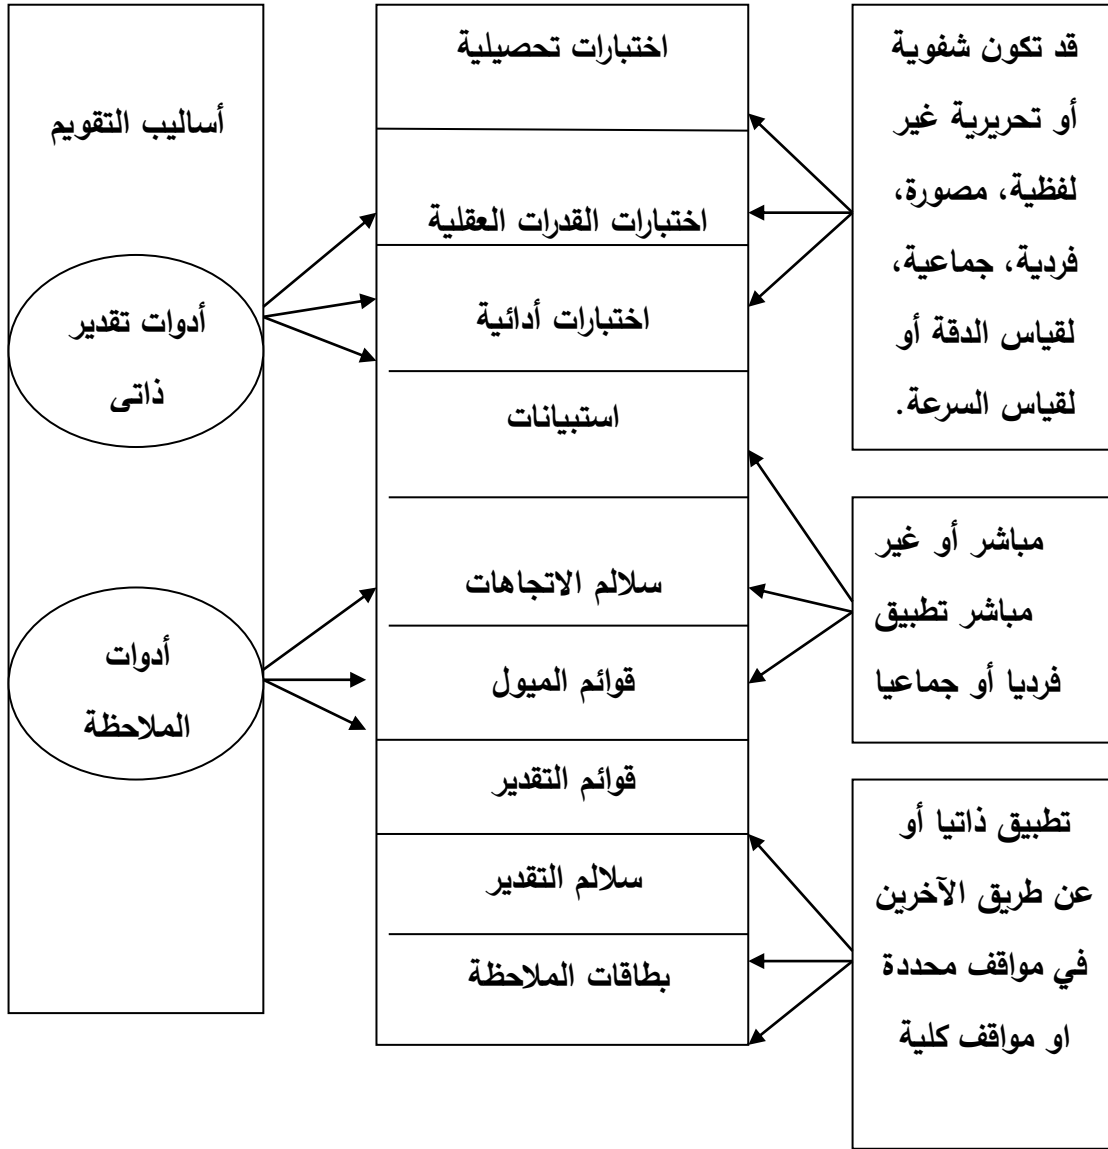 قد تكون شفوية
أو تحريرية غير
لفظية، مصورة،
فردية، جماعية،
لقياس الدقة أو
لقياس السرعة.
مباشر أو غير
مباشر تطبيق
فرديا أو جماعيا
تطبيق ذاتيا أو
عن طريق الآخرين
في مواقف محددة
او مواقف كلية
اختبارات تحصيلية
اختبارات القدرات العقلية
اختبارات أدائية
استبيانات
سلالم الاتجاهات
قوائم الميول
قوائم التقدير
سلالم التقدير
بطاقات الملاحظة
أساليب التقويم
أدوات تقدير
ذاتى
أدوات
الملاحظة